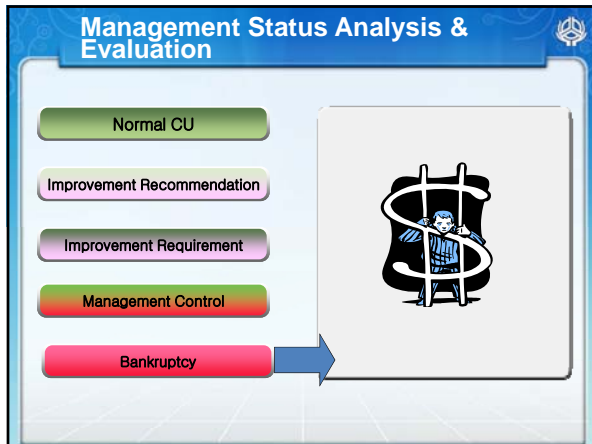 Management Status Analysis &
Evaluation
Normal CU
Improvement Recommendation
Improvement Requirement
Management Control
Bankruptcy